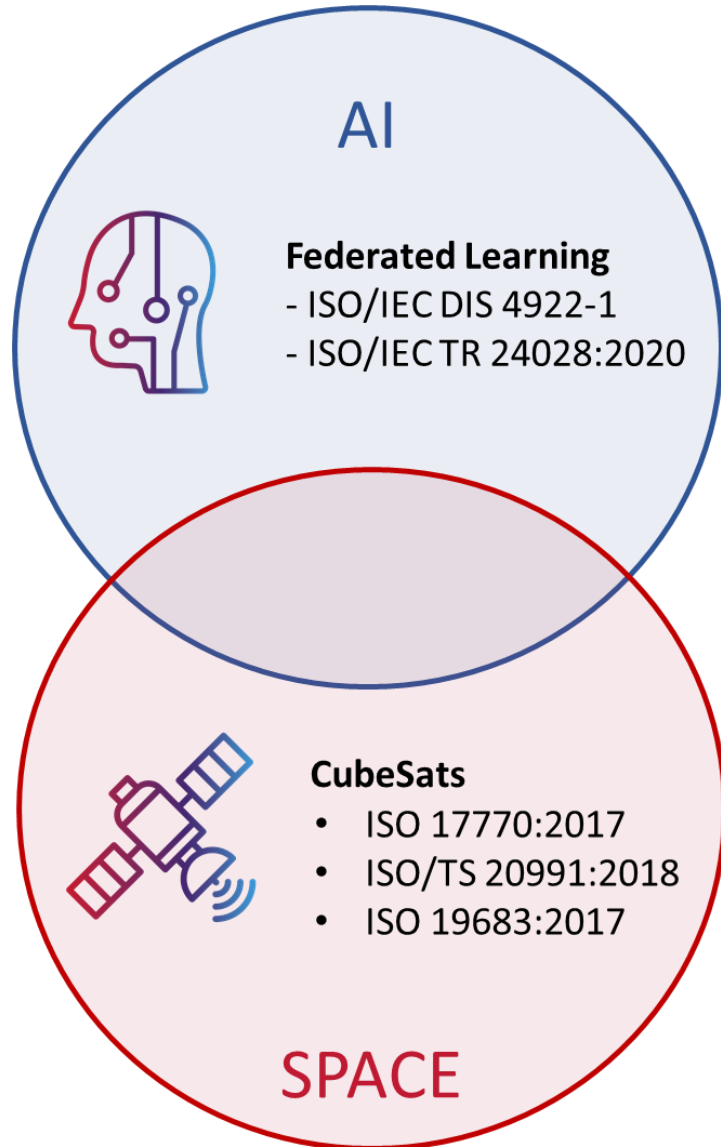 AI
Federated Learning
- ISO/IEC DIS 4922-1
- ISO/IEC TR 24028:2020
CubeSats
• ISO 17770:2017
• ISO/TS 20991:2018
• ISO 19683:2017
SPACE